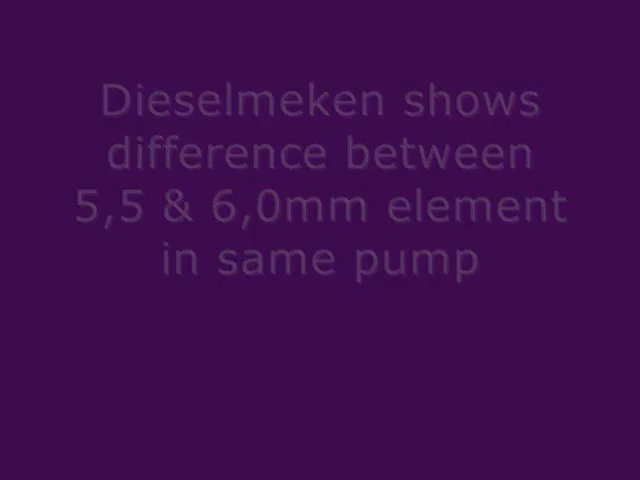 Dieselmeken shows
difference between
5,5 & 6,0mm element
in same pump